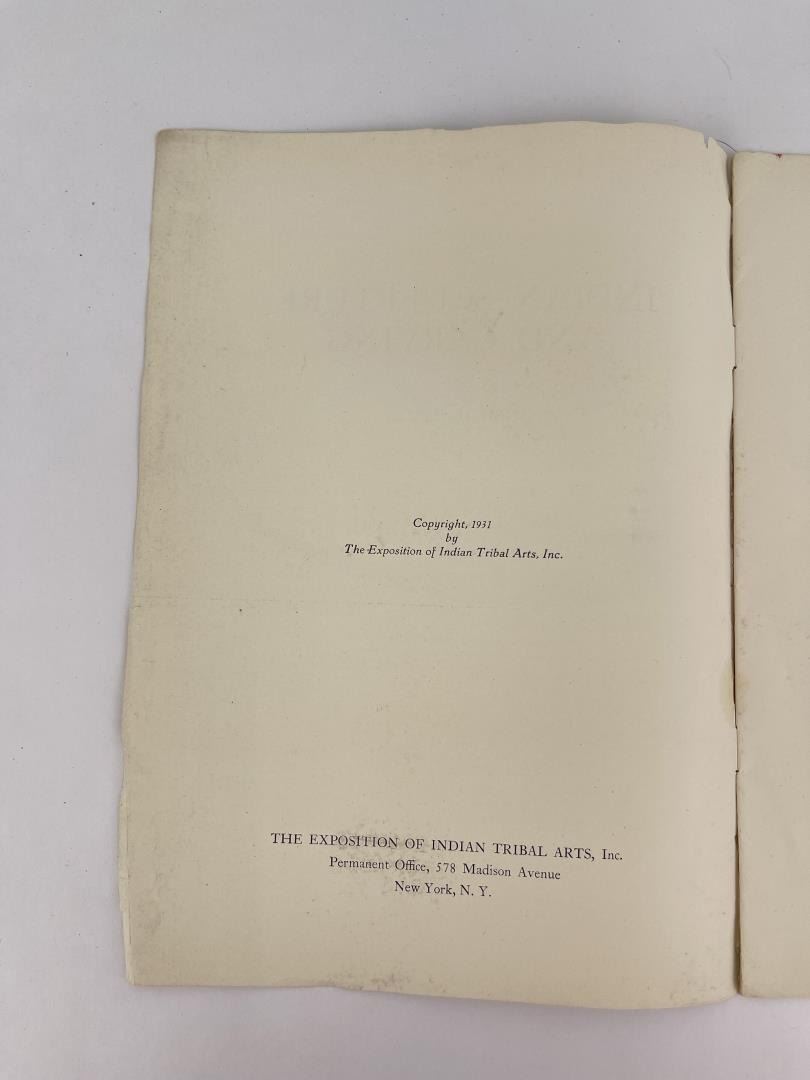 Copyright, 1931
by
The Exposition of Indian Tribal Arts, Inc.
THE EXPOSITION OF INDIAN TRIBAL ARTS, Inc.
Permanent Office, 578 Madison Avenue
New York, N. Y.